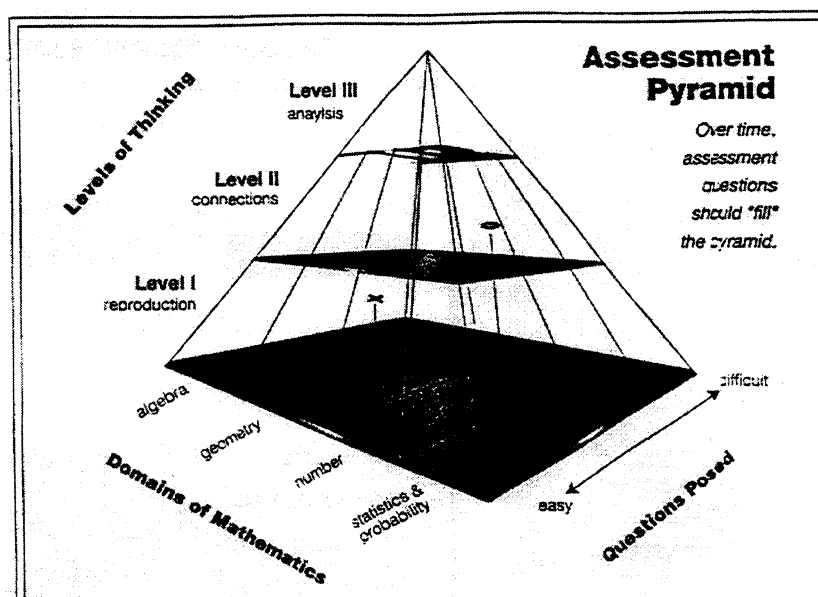 Assessment
Pyramid
Over time,
assessment
questions
should "fill"
the pyramid.
Levels of Thinking
Level III
anaylsis
Level II
connections
Level I
reproduction
algebra
geometry
number
statistics &
probability
Domains of Mathematics
difficult
easy
Questions Posed